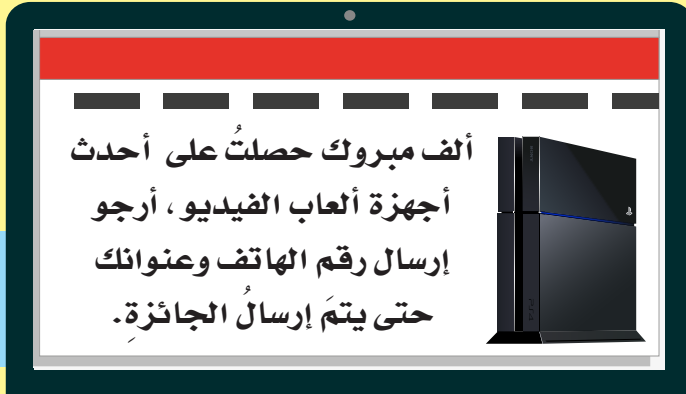 ألف مبروك حصلتُ على أحدث
أجهزة ألعاب الفيديو، أرجو
إرسال رقم الهاتف وعنوانك
حتى يتمَ إرسالُ الجائزةِ.